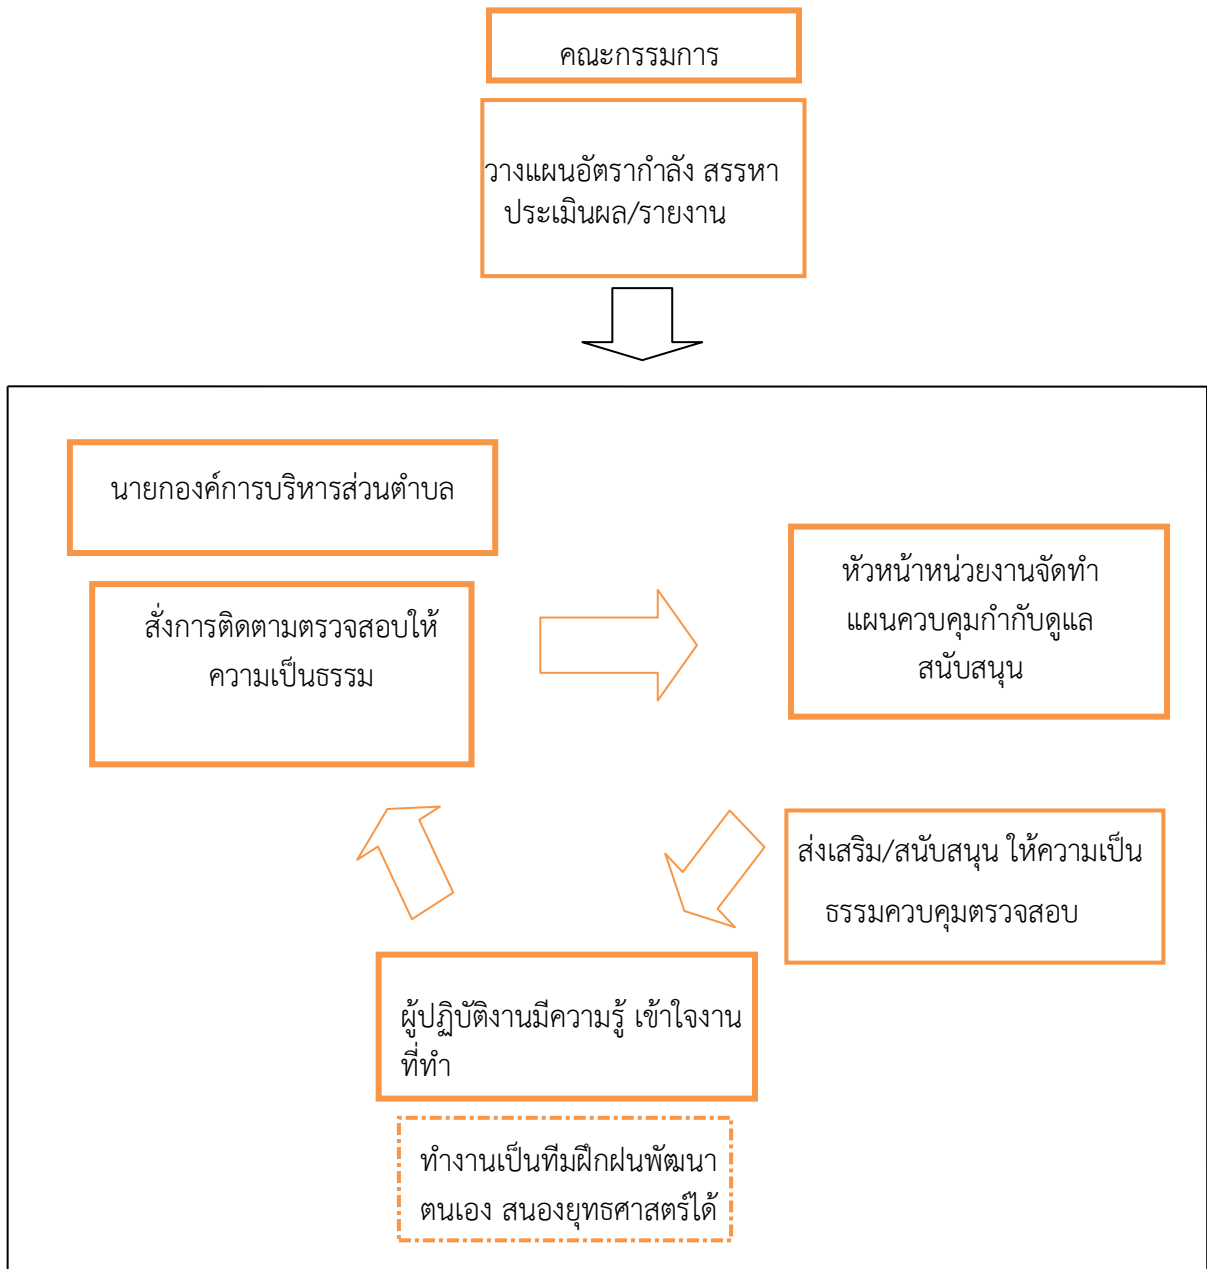 คณะกรรมการ
วางแผนอัตรากำลัง สรรหา
ประเมินผล/รายงาน
นายกองค์การบริหารส่วนตำบล
สั่งการติดตามตรวจสอบให้
ความเป็นธรรม
หัวหน้าหน่วยงานจัดทำ
แผนควบคุมกำกับดูแล
สนับสนุน
ส่งเสริม/สนับสนุน ให้ความเป็น
ธรรมควบคุมตรวจสอบ
ผู้ปฏิบัติงานมีความรู้ เข้าใจงาน
ที่ทำ
ทำงานเป็นทีมฝึกฝนพัฒนา
ตนเอง สนองยุทธศาสตร์ได้